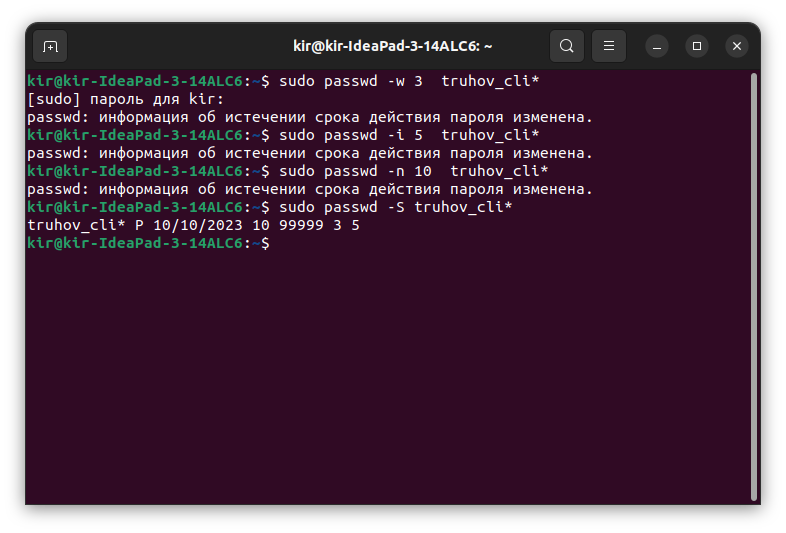 kir@kir-IdeaPad-3-14ALC6: ~
kir@kir-IdeaPad-3-14ALC6:~$ sudo passwd -w 3  truhov_cli*
[sudo] пароль для kir:
passwd: информация об истечении срока действия пароля изменена.
kir@kir-IdeaPad-3-14ALC6:~$ sudo passwd -i 5  truhov_cli*
passwd: информация об истечении срока действия пароля изменена.
kir@kir-IdeaPad-3-14ALC6:~$ sudo passwd -n 10  truhov_cli*
passwd: информация об истечении срока действия пароля изменена.
kir@kir-IdeaPad-3-14ALC6:~$ sudo passwd -S truhov_cli*
truhov_cli* P 10/10/2023 10 99999 3 5
kir@kir-IdeaPad-3-14ALC6:~$